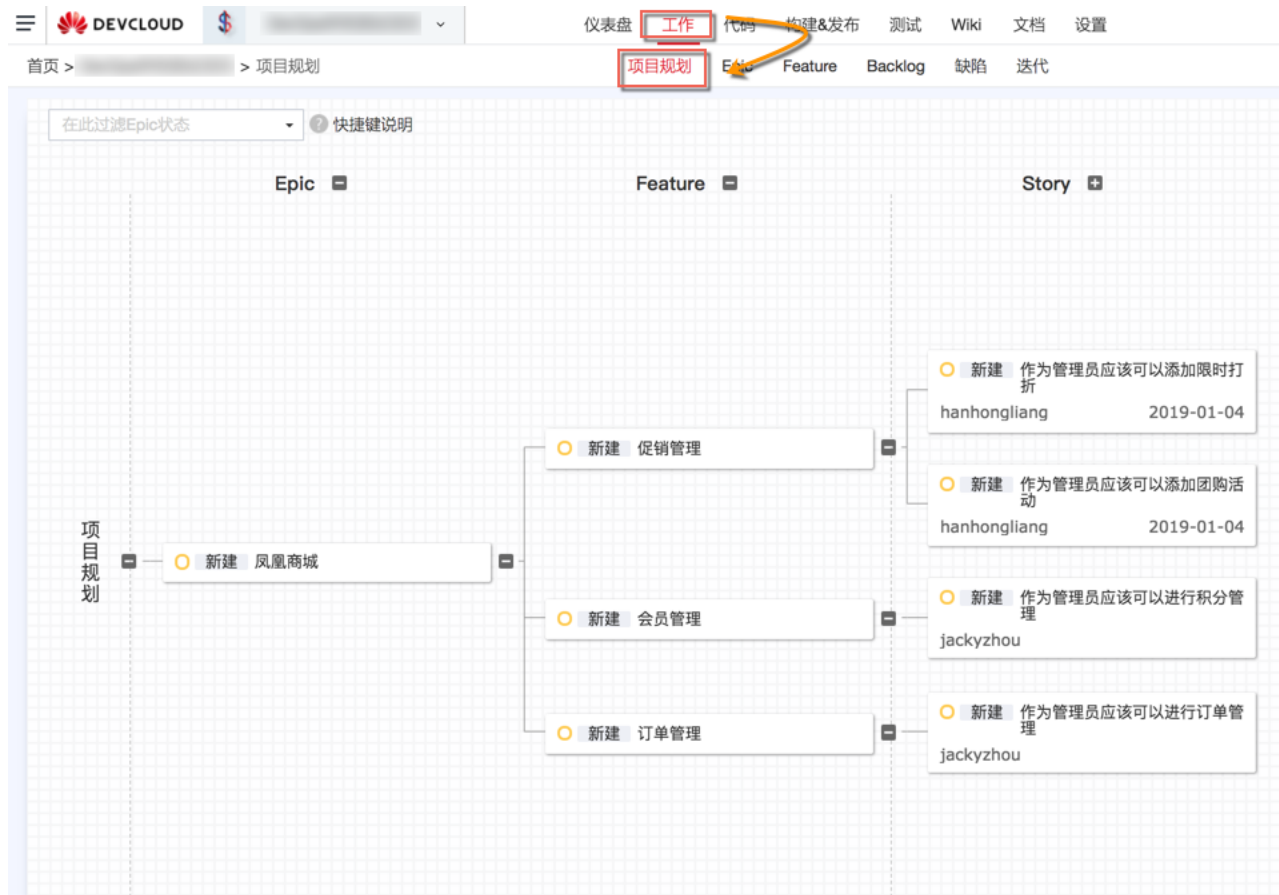 DEVCLOUD
仪表盘 工作 代码 构建&发布 测试 Wiki 文档 设置
首页 > > 项目规划
项目规划 Epic Feature Backlog 缺陷 迭代
在此过滤Epic状态
快捷键说明
Epic Feature Story
新建 作为管理员应该可以添加限时打
折
hanhongliang 2019-01-04
新建 促销管理
新建 作为管理员应该可以添加团购活
动
hanhongliang 2019-01-04
项
目
规
划
新建 凤凰商城
新建 作为管理员应该可以进行积分管
理
jackyzhou
新建 会员管理
新建 作为管理员应该可以进行订单管
理
jackyzhou
新建 订单管理